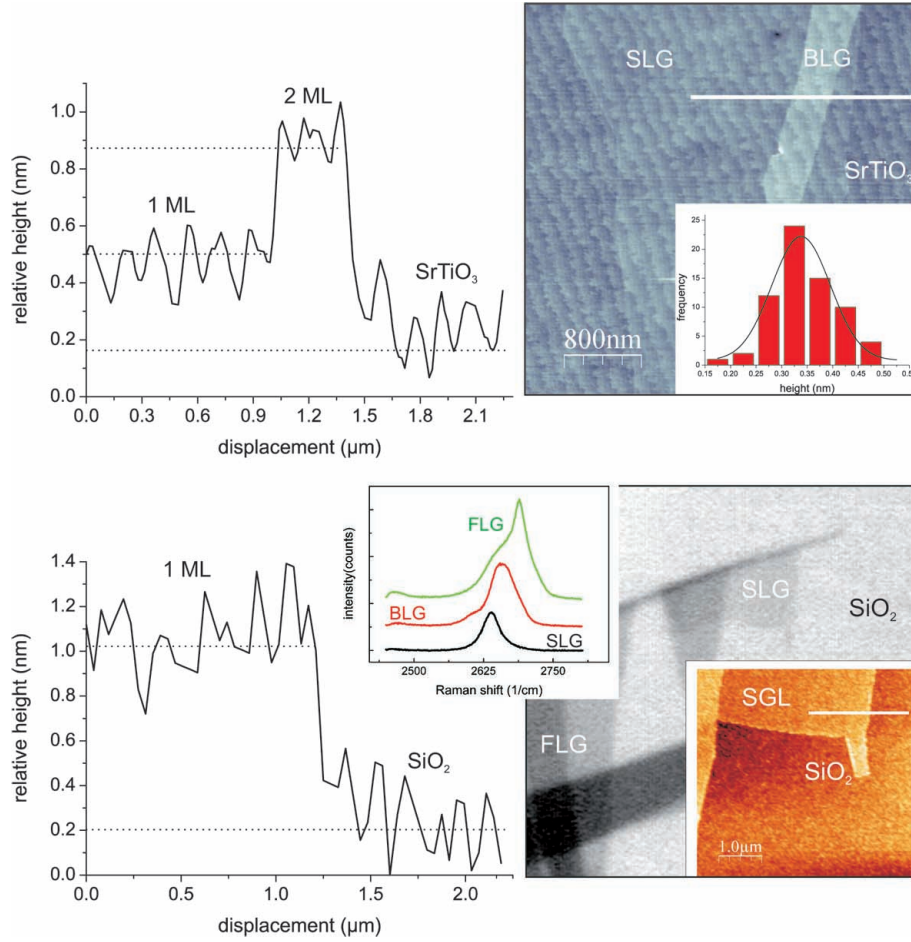 relative height (nm)
1.0
0.8
0.6
0.4
0.2
0.0
2 ML
1 ML
SrTiO3
0.0 0.3 0.6 0.9 1.2 1.5 1.8 2.1
displacement (µm)
SLG
BLG
SrTiO3
800nm
frequency
25
20
15
10
5
0
0.15 0.20 0.25 0.30 0.35 0.40 0.45 0.50
height (nm)
relative height (nm)
1.4
1.2
1.0
0.8
0.6
0.4
0.2
0.0
1 ML
SiO2
0.0 0.5 1.0 1.5 2.0
displacement (µm)
intensity(counts)
FLG
BLG
SLG
2500 2625 2750
Raman shift (1/cm)
SLG
SiO2
FLG
SGL
SiO2
1.0µm